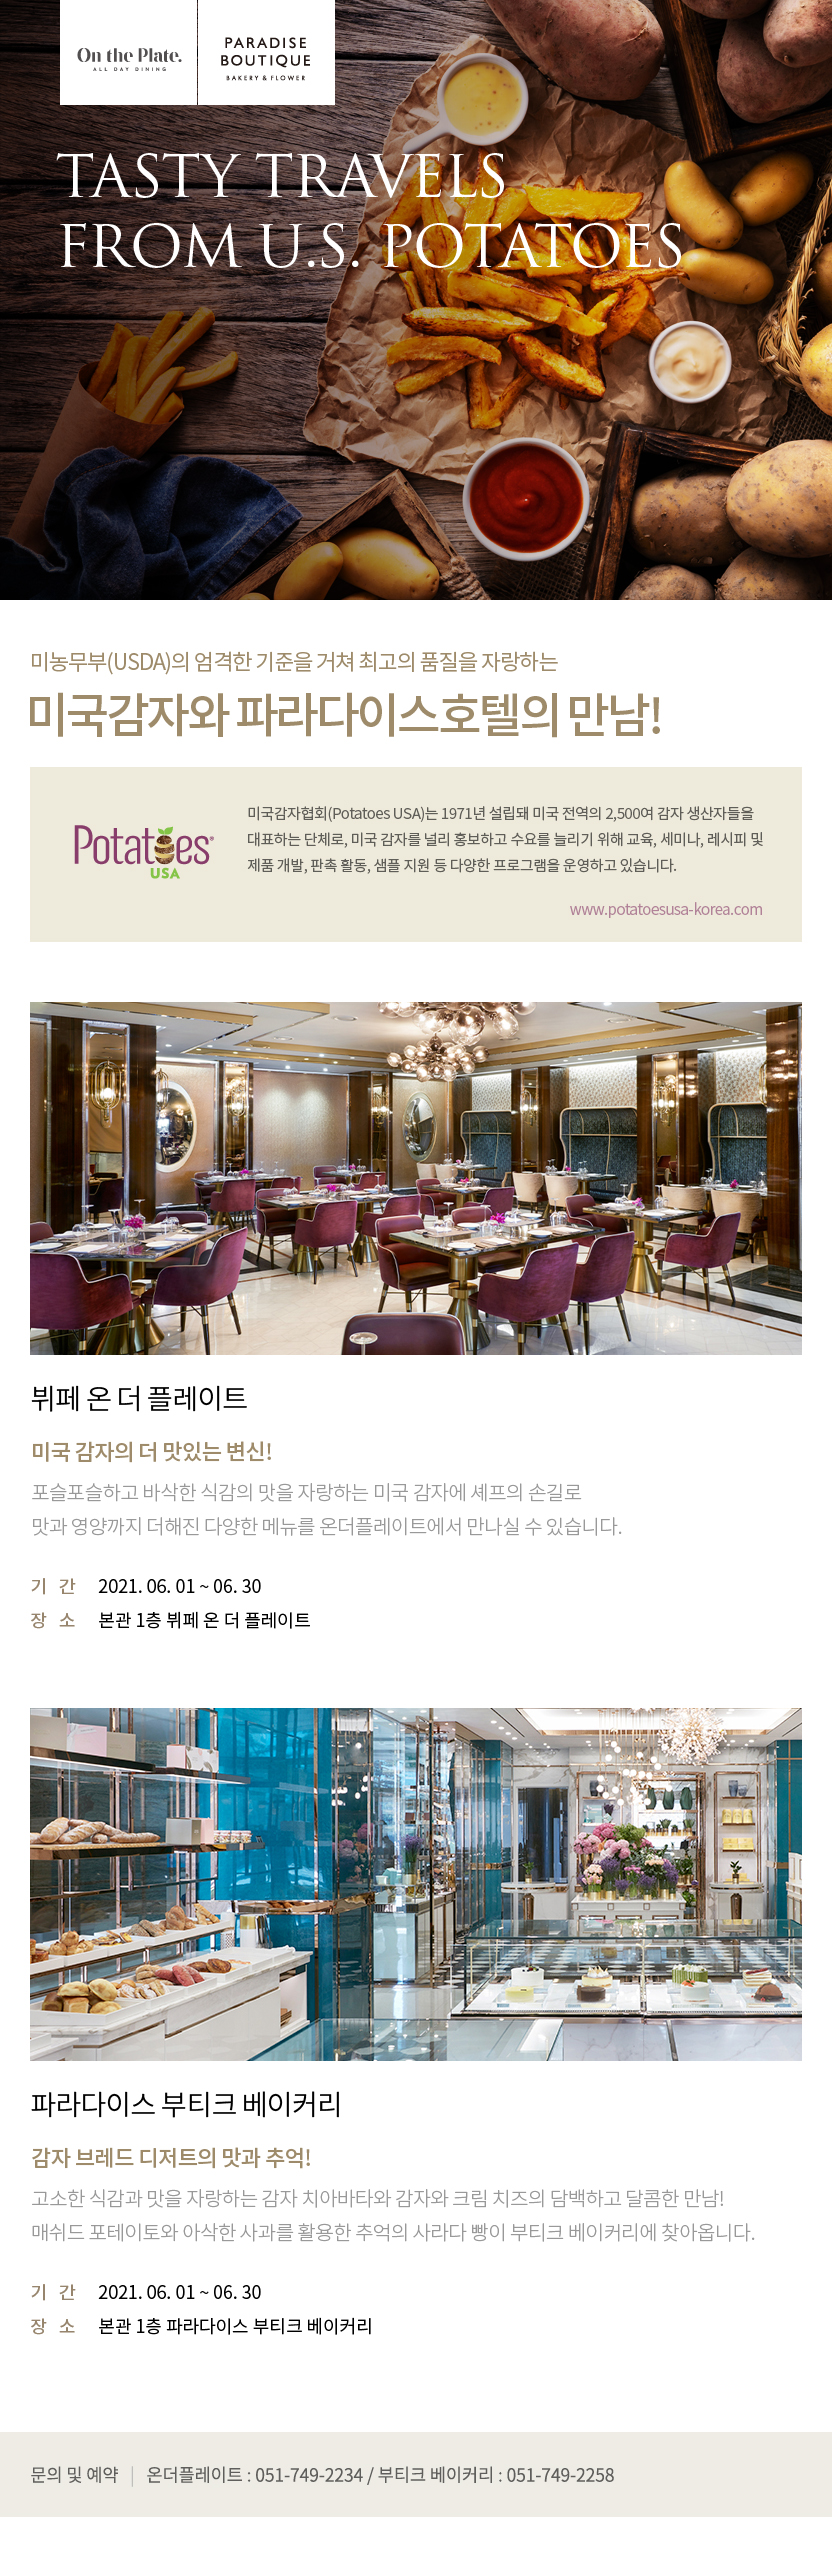 On the Plate.
ALL DAY DINING
PARADISE
BOUTIQUE
BAKERY & FLOWER
TASTY TRAVELS
FROM U.S. POTATOES
미농무부(USDA)의 엄격한 기준을 거쳐 최고의 품질을 자랑하는
미국감자와 파라다이스호텔의 만남!
Potatoes®
USA
미국감자협회(Potatoes USA)는 1971년 설립돼 미국 전역의 2,500여 감자 생산자들을
대표하는 단체로, 미국 감자를 널리 홍보하고 수요를 늘리기 위해 교육, 세미나, 레시피 및
제품 개발, 판촉 활동, 샘플 지원 등 다양한 프로그램을 운영하고 있습니다.
www.potatoesusa-korea.com
뷔페 온 더 플레이트
미국 감자의 더 맛있는 변신!
포슬포슬하고 바삭한 식감의 맛을 자랑하는 미국 감자에 셰프의 손길로
맛과 영양까지 더해진 다양한 메뉴를 온더플레이트에서 만나실 수 있습니다.
기 간 2021. 06. 01 ~ 06. 30
장 소 본관 1층 뷔페 온 더 플레이트
파라다이스 부티크 베이커리
감자 브레드 디저트의 맛과 추억!
고소한 식감과 맛을 자랑하는 감자 치아바타와 감자와 크림 치즈의 담백하고 달콤한 만남!
매쉬드 포테이토와 아삭한 사과를 활용한 추억의 사라다 빵이 부티크 베이커리에 찾아옵니다.
기 간 2021. 06. 01 ~ 06. 30
장 소 본관 1층 파라다이스 부티크 베이커리
문의 및 예약 | 온더플레이트 : 051-749-2234 / 부티크 베이커리 : 051-749-2258